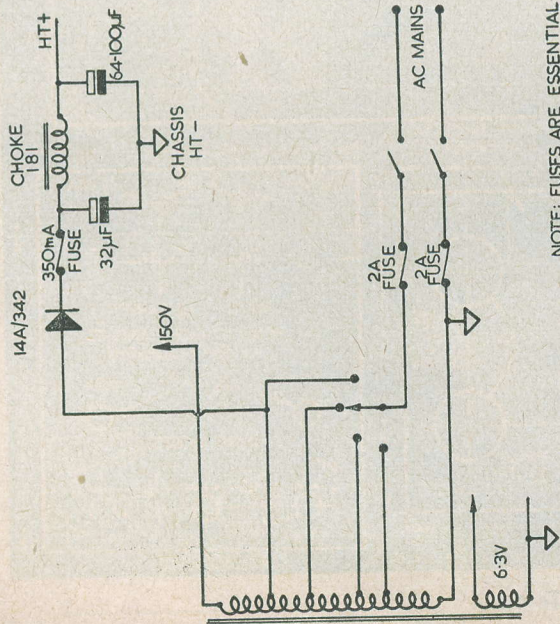 HT+
CHOKE
181
64-100µF
14A/342
350mA
FUSE
32µF
CHASSIS
HT-
150V
AC MAINS
2A
FUSE
2A
FUSE
6·3V
NOTE: FUSES ARE ESSENTIAL